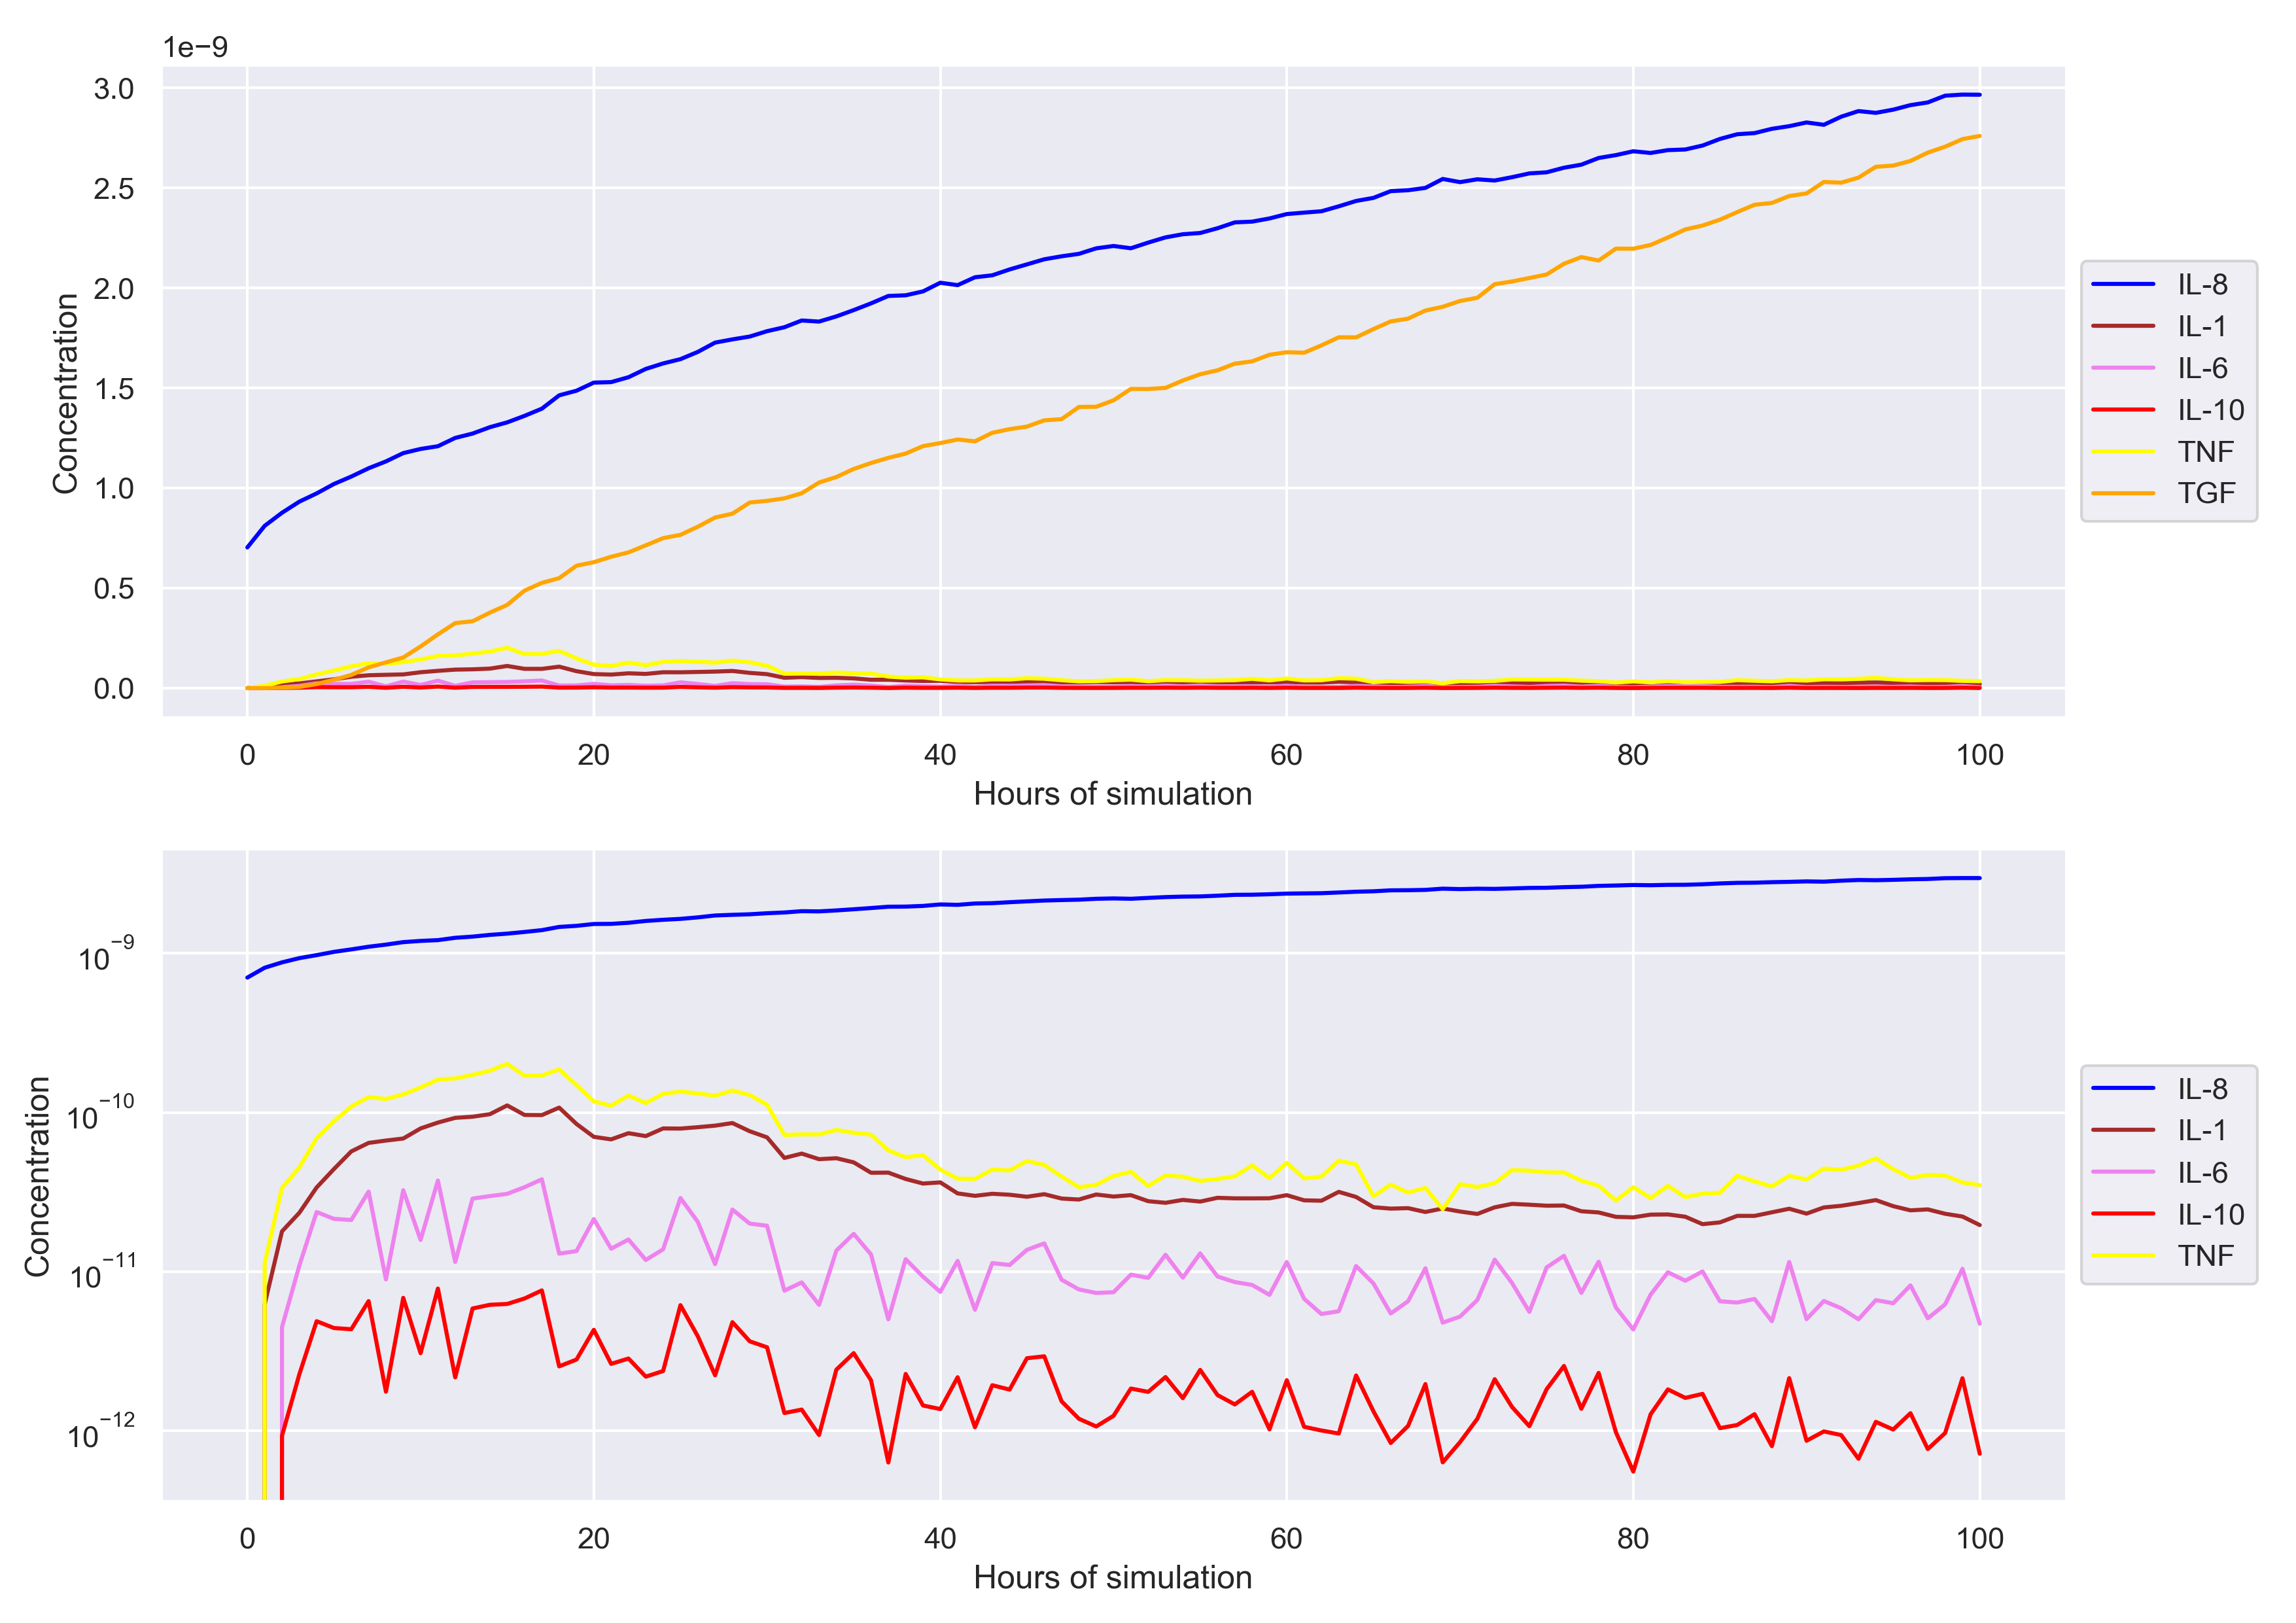 1e−9
3.0
2.5
2.0
1.5
1.0
0.5
0.0
Concentration
0 20 40 60 80 100
Hours of simulation
IL-8
IL-1
IL-6
IL-10
TNF
TGF
10⁻⁹
10⁻¹⁰
10⁻¹¹
10⁻¹²
Concentration
0 20 40 60 80 100
Hours of simulation
IL-8
IL-1
IL-6
IL-10
TNF